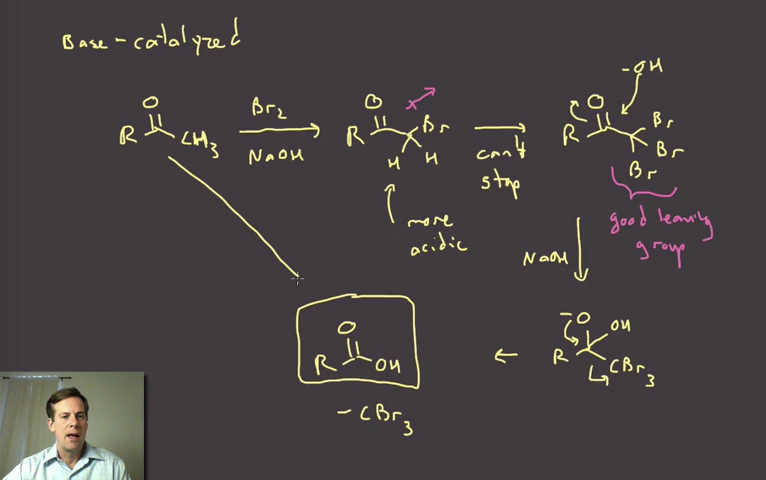 Base-catalyzed
O
R CH3
Br2
NaOH
O
R Br
H H
more
acidic
can't
stop
-OH
O
R Br
Br
Br
good leaving
group
NaOH
-O OH
R CBr3
←
O
R OH
-CBr3